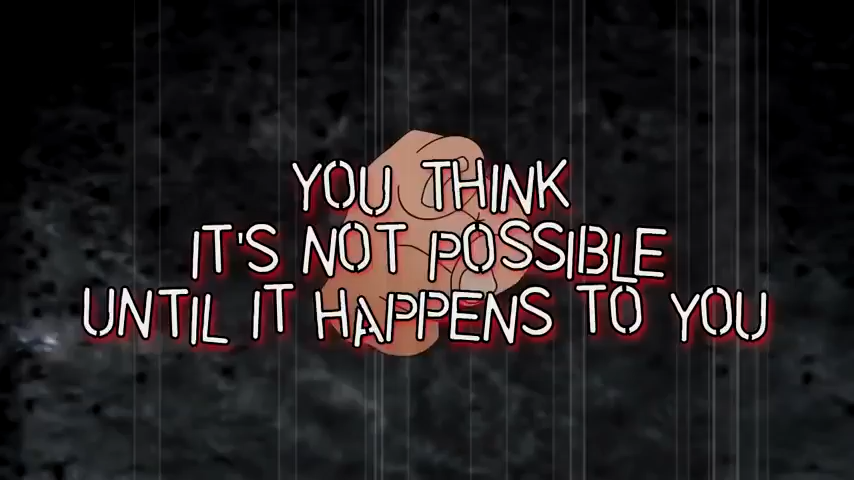 YOU THINK
IT'S NOT POSSIBLE
UNTIL IT HAPPENS TO YOU